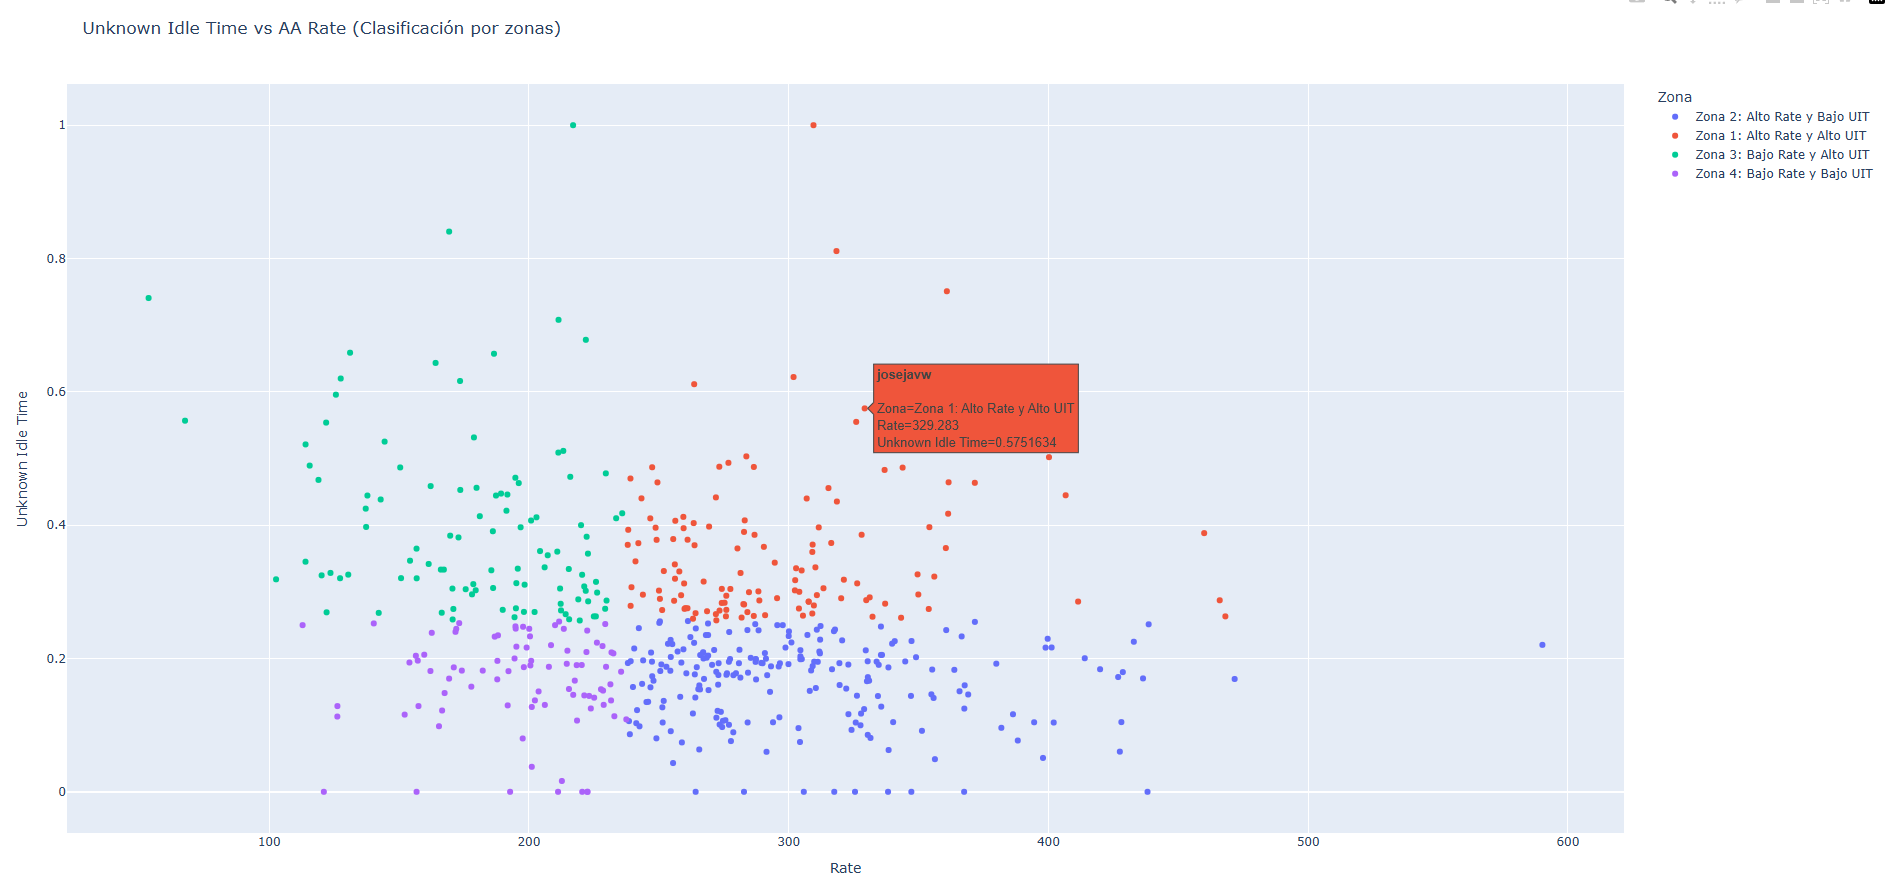 Unknown Idle Time vs AA Rate (Clasificación por zonas)
Zona
Zona 2: Alto Rate y Bajo UIT
Zona 1: Alto Rate y Alto UIT
Zona 3: Bajo Rate y Alto UIT
Zona 4: Bajo Rate y Bajo UIT
Unknown Idle Time
1
0.8
0.6
0.4
0.2
0
josejavw
Zona=Zona 1: Alto Rate y Alto UIT
Rate=329.283
Unknown Idle Time=0.5751634
100
200
300
400
500
600
Rate